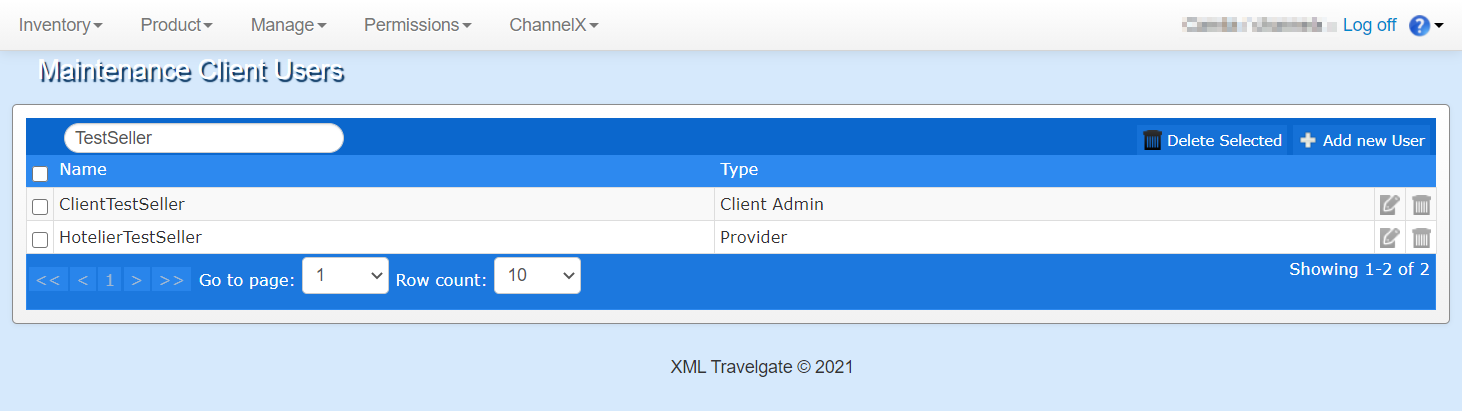 Inventory Product Manage Permissions ChannelX Log off ?
Maintenance Client Users
TestSeller Delete Selected Add new User
Name Type
ClientTestSeller Client Admin
HotelierTestSeller Provider
<< < 1 > >> Go to page: 1 Row count: 10 Showing 1-2 of 2
XML Travelgate © 2021